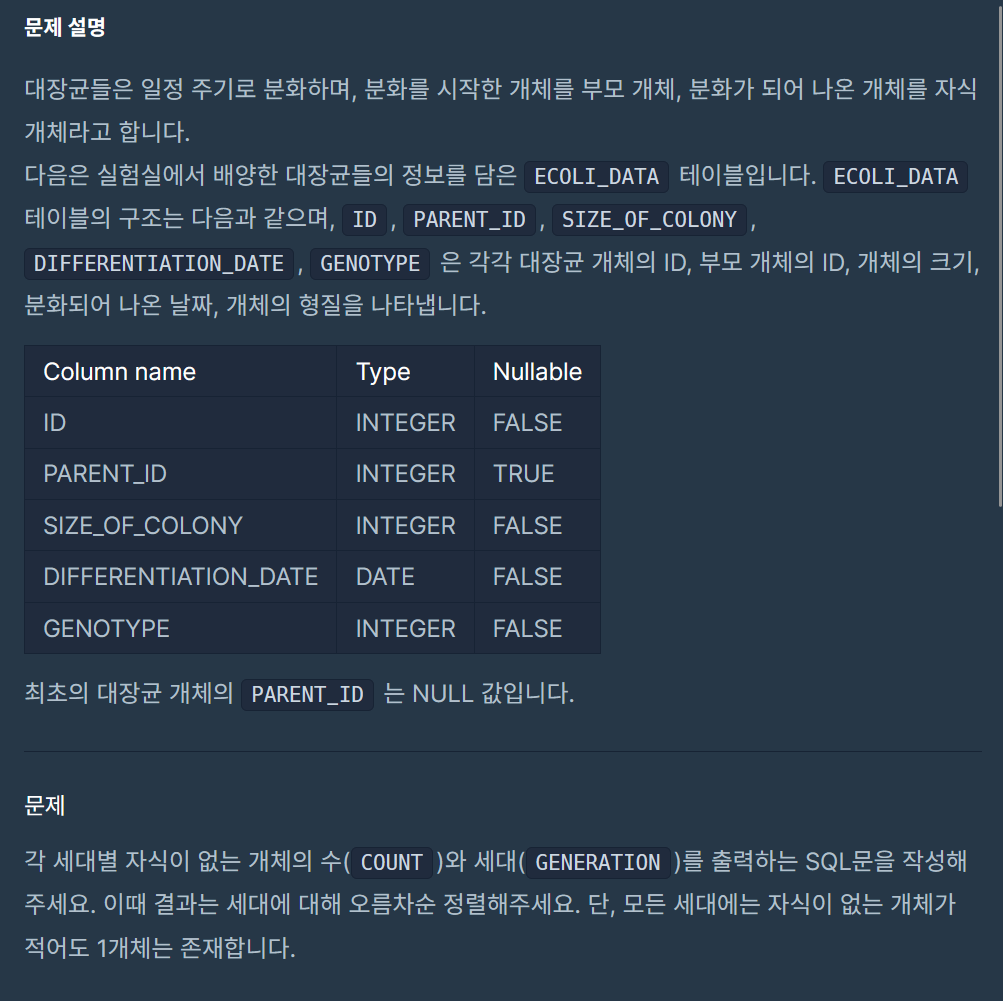 문제 설명
대장균들은 일정 주기로 분화하며, 분화를 시작한 개체를 부모 개체, 분화가 되어 나온 개체를 자식
개체라고 합니다.
다음은 실험실에서 배양한 대장균들의 정보를 담은 ECOLI_DATA 테이블입니다. ECOLI_DATA
테이블의 구조는 다음과 같으며, ID, PARENT_ID, SIZE_OF_COLONY,
DIFFERENTIATION_DATE, GENOTYPE 은 각각 대장균 개체의 ID, 부모 개체의 ID, 개체의 크기,
분화되어 나온 날짜, 개체의 형질을 나타냅니다.
Column name Type Nullable
ID INTEGER FALSE
PARENT_ID INTEGER TRUE
SIZE_OF_COLONY INTEGER FALSE
DIFFERENTIATION_DATE DATE FALSE
GENOTYPE INTEGER FALSE
최초의 대장균 개체의 PARENT_ID 는 NULL 값입니다.
문제
각 세대별 자식이 없는 개체의 수(COUNT)와 세대(GENERATION)를 출력하는 SQL문을 작성해
주세요. 이때 결과는 세대에 대해 오름차순 정렬해주세요. 단, 모든 세대에는 자식이 없는 개체가
적어도 1개체는 존재합니다.